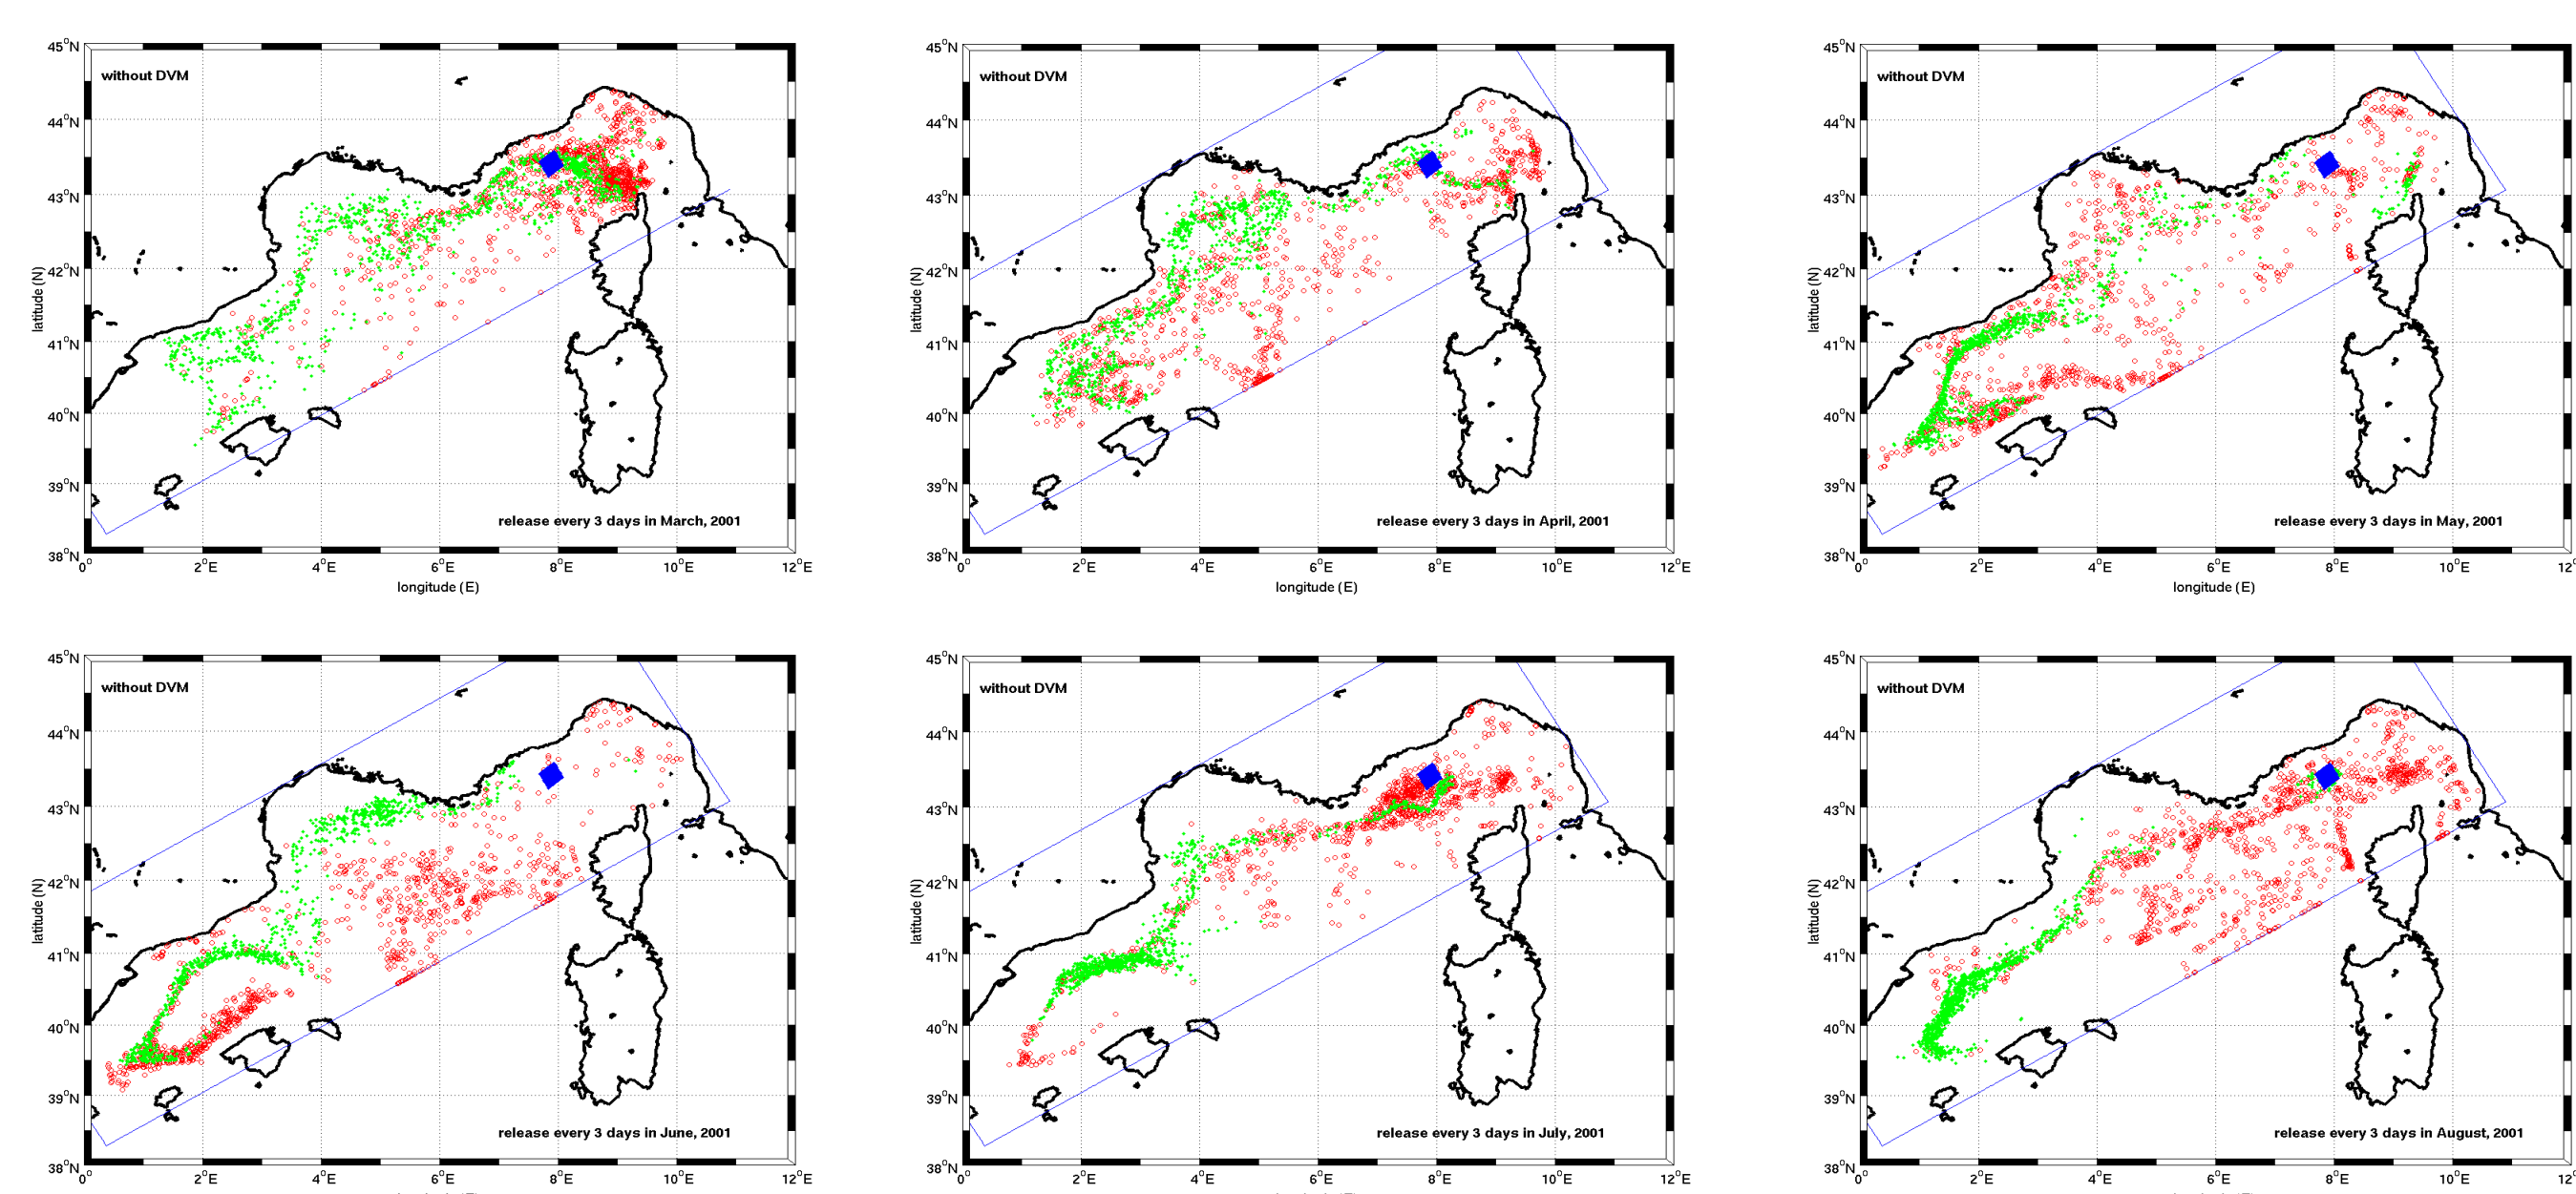 45°N 45°N 45°N
without DVM without DVM without DVM
44°N 44°N 44°N
43°N 43°N 43°N
42°N 42°N 42°N
latitude (N) latitude (N) latitude (N)
41°N 41°N 41°N
40°N 40°N 40°N
39°N 39°N 39°N
release every 3 days in March, 2001 release every 3 days in April, 2001 release every 3 days in May, 2001
38°N 38°N 38°N
0° 2°E 4°E 6°E 8°E 10°E 12°E 0° 2°E 4°E 6°E 8°E 10°E 12°E 0° 2°E 4°E 6°E 8°E 10°E 12°
longitude (E) longitude (E) longitude (E)
45°N 45°N 45°N
without DVM without DVM without DVM
44°N 44°N 44°N
43°N 43°N 43°N
42°N 42°N 42°N
latitude (N) latitude (N) latitude (N)
41°N 41°N 41°N
40°N 40°N 40°N
39°N 39°N 39°N
release every 3 days in June, 2001 release every 3 days in July, 2001 release every 3 days in August, 2001
38°N 38°N 38°N
0° 2°E 4°E 6°E 8°E 10°E 12°E 0° 2°E 4°E 6°E 8°E 10°E 12°E 0° 2°E 4°E 6°E 8°E 10°E 12°